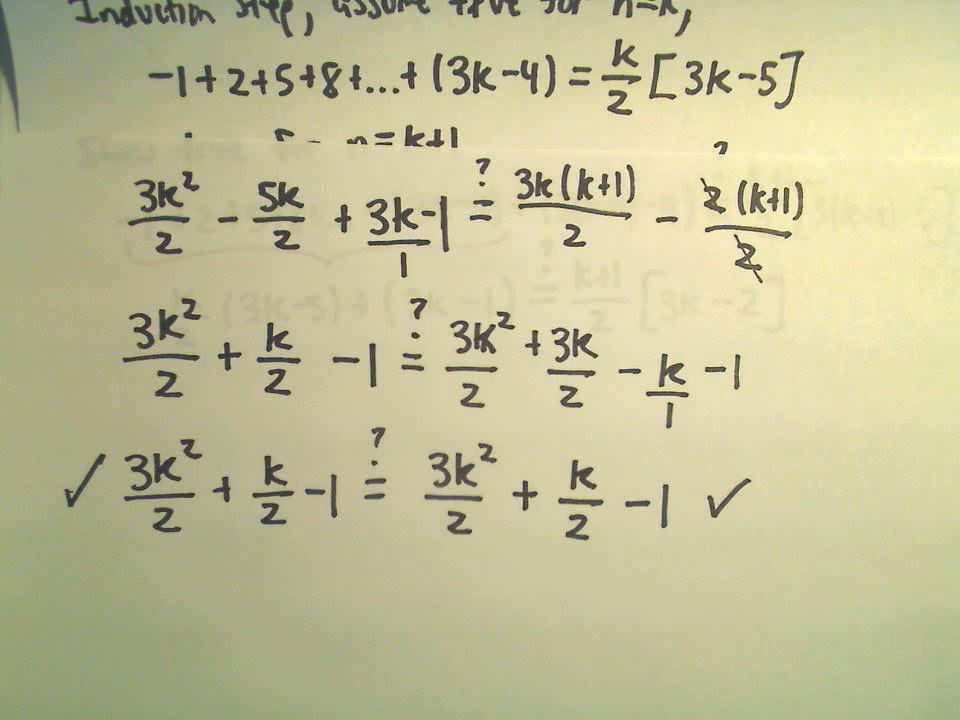 Induction step, assume true for n=k,
-1+2+5+8+...+(3k-4) = k/2 [3k-5]
n=k+1
3k²/2 - 5k/2 + 3k/1 - 1 ≟ 3k(k+1)/2 - 2(k+1)/2
3k²/2 + k/2 - 1 ≟ 3k²/2 + 3k/2 - k/1 - 1
✓ 3k²/2 + k/2 - 1 ≟ 3k²/2 + k/2 - 1 ✓